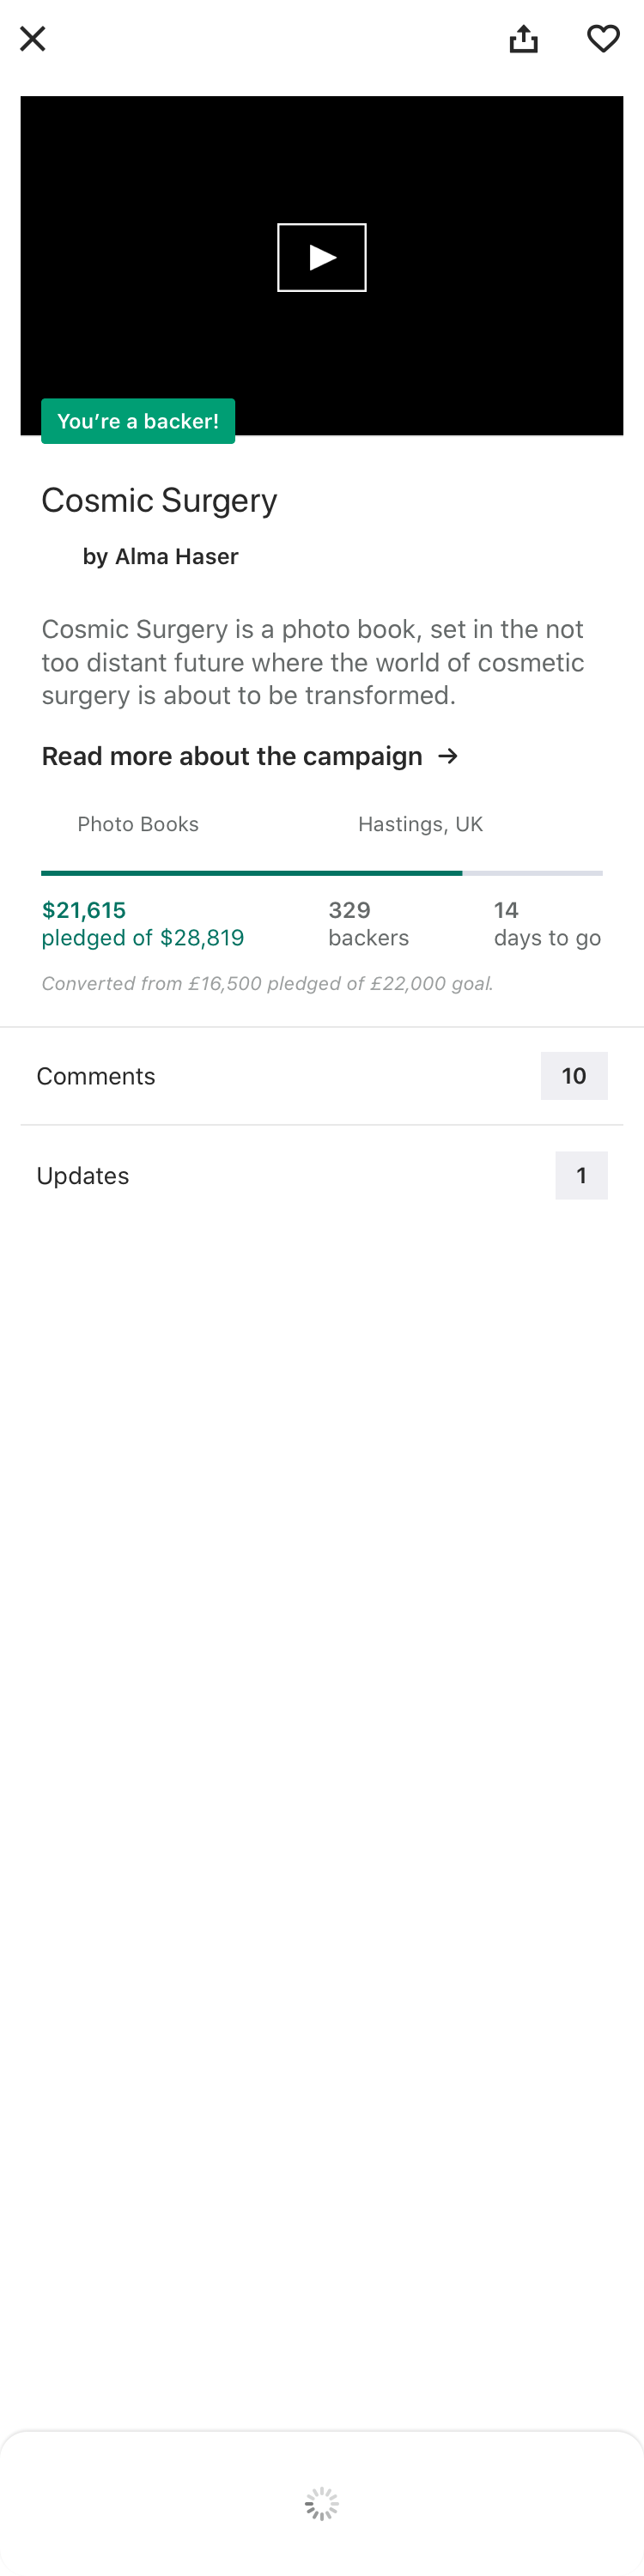 You're a backer!
Cosmic Surgery
by Alma Haser
Cosmic Surgery is a photo book, set in the not
too distant future where the world of cosmetic
surgery is about to be transformed.
Read more about the campaign →
Photo Books
Hastings, UK
$21,615
pledged of $28,819
329
backers
14
days to go
Converted from £16,500 pledged of £22,000 goal.
Comments
10
Updates
1